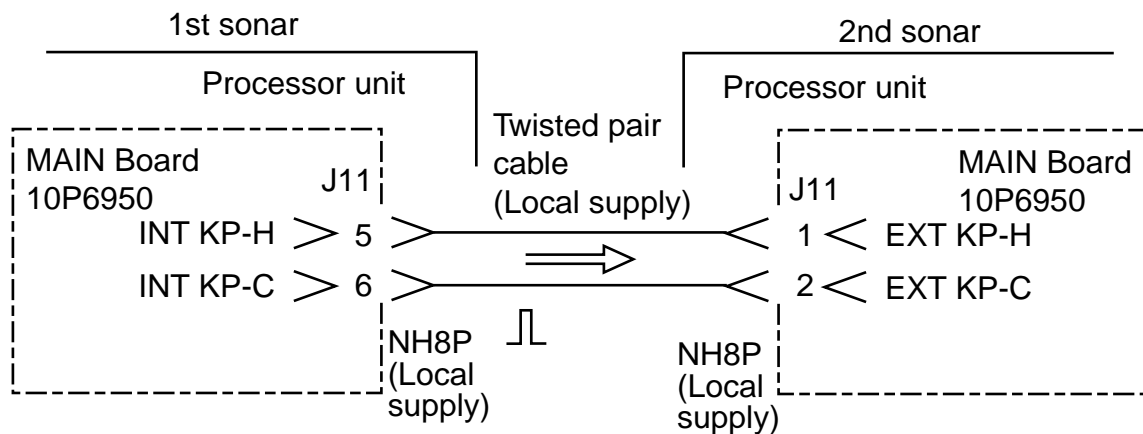 1st sonar
2nd sonar
Processor unit
Processor unit
Twisted pair
cable
(Local supply)
MAIN Board
10P6950
J11
INT KP-H
5
INT KP-C
6
J11
MAIN Board
10P6950
1
EXT KP-H
2
EXT KP-C
NH8P
(Local
supply)
NH8P
(Local
supply)